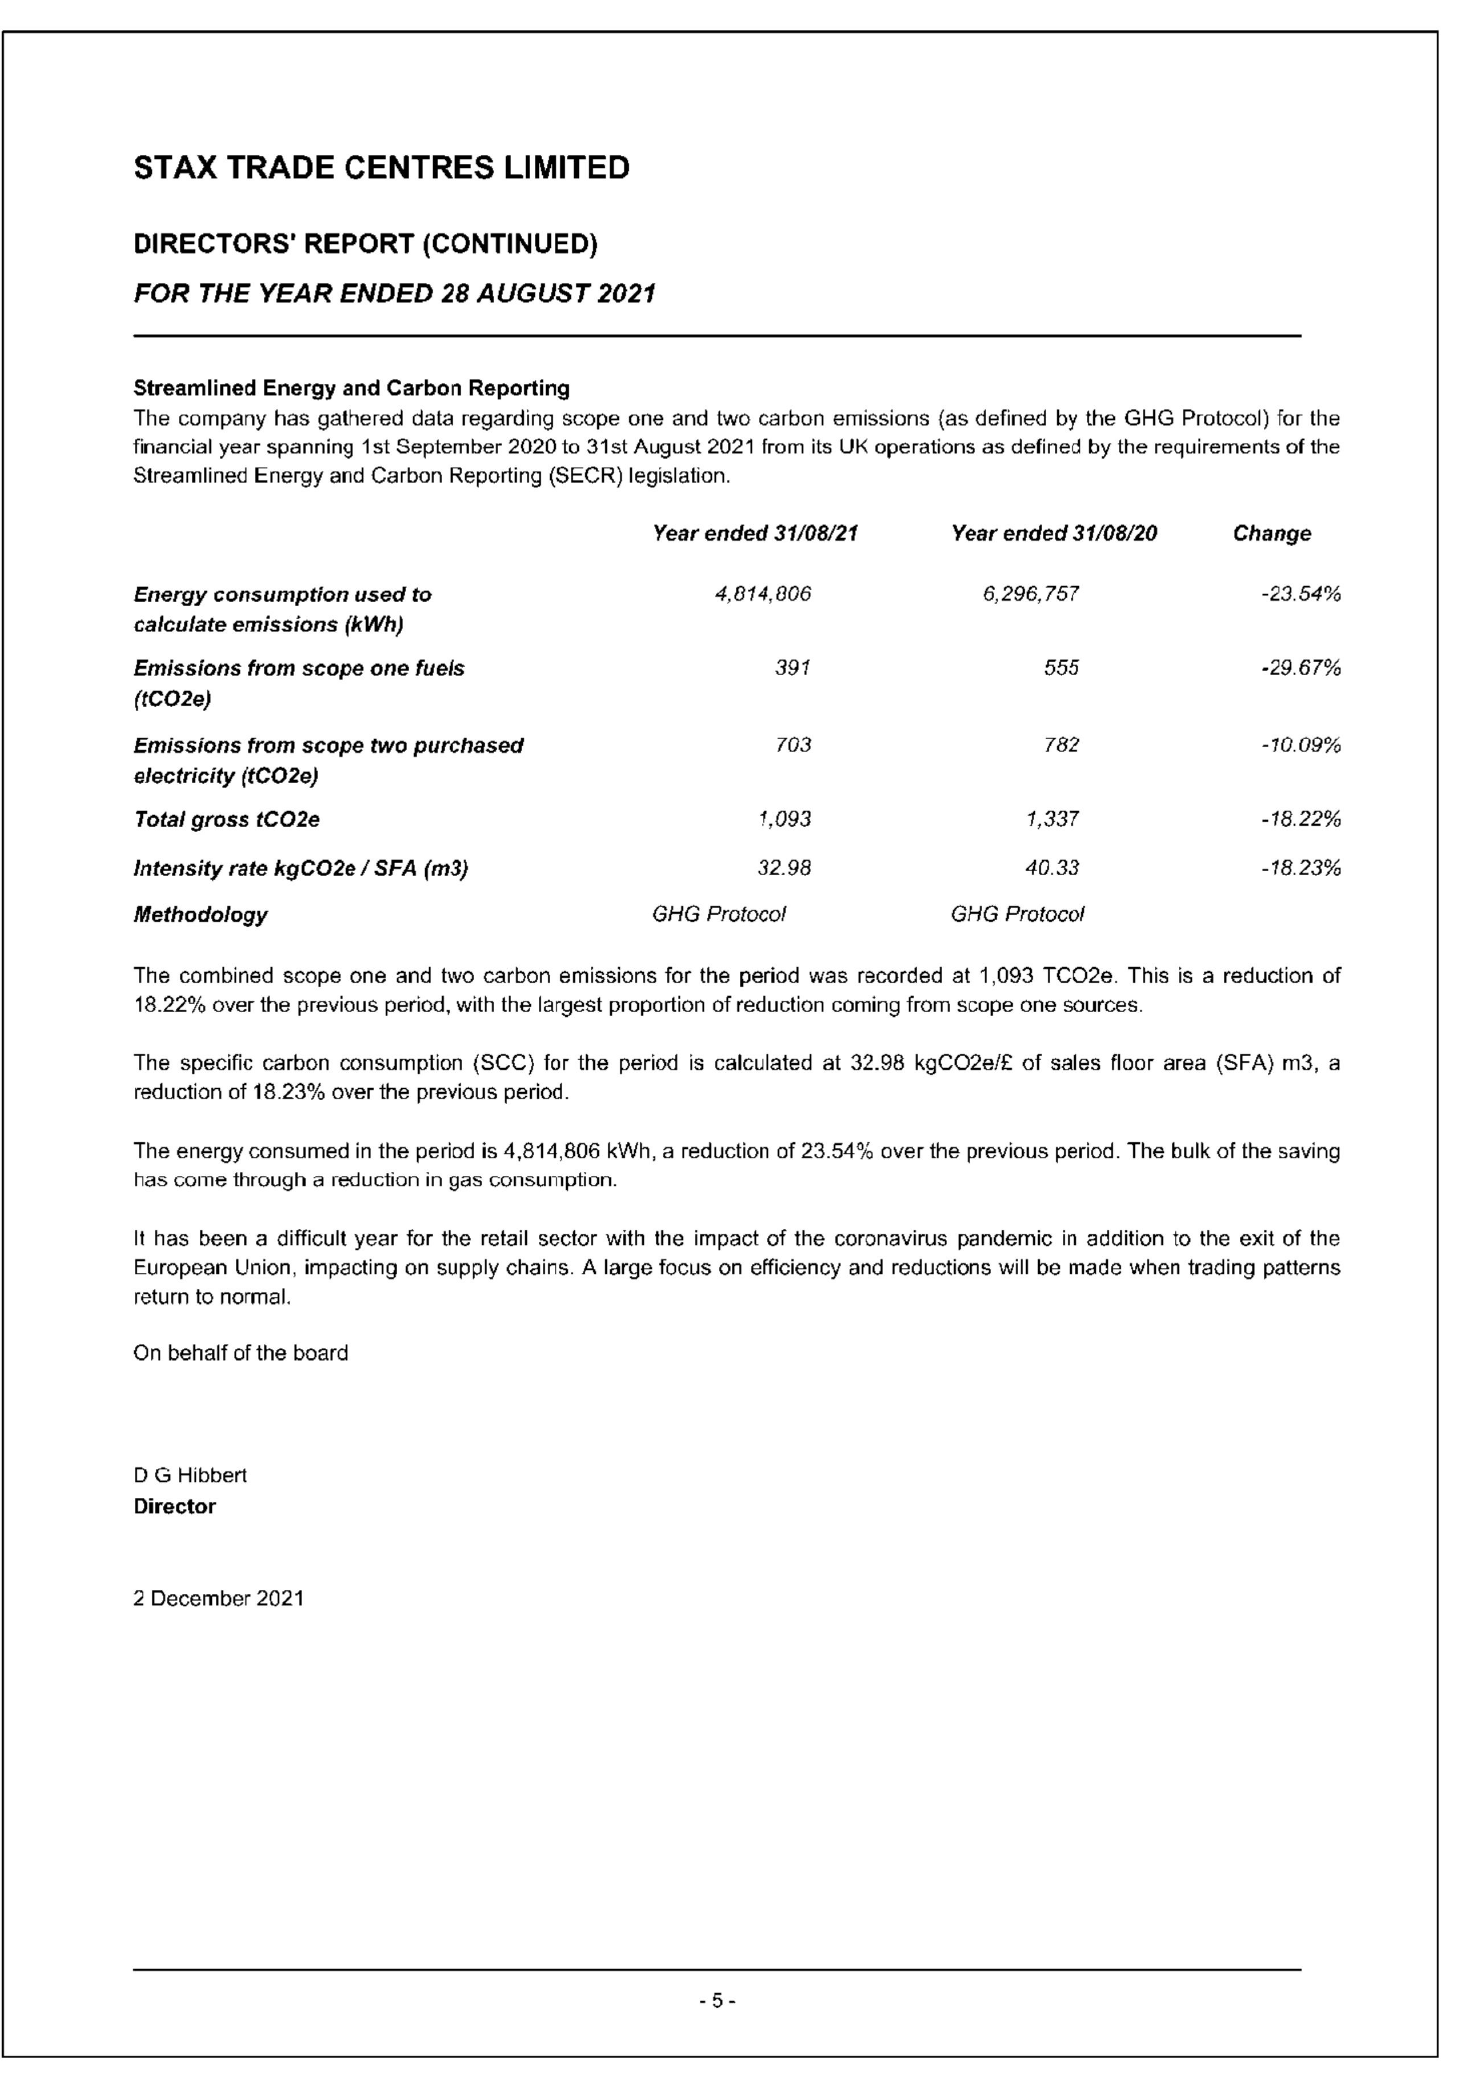 STAX TRADE CENTRES LIMITED
DIRECTORS' REPORT (CONTINUED)
FOR THE YEAR ENDED 28 AUGUST 2021
Streamlined Energy and Carbon Reporting
The company has gathered data regarding scope one and two carbon emissions (as defined by the GHG Protocol) for the
financial year spanning 1st September 2020 to 31st August 2021 from its UK operations as defined by the requirements of the
Streamlined Energy and Carbon Reporting (SECR) legislation.
Year ended 31/08/21 Year ended 31/08/20 Change
Energy consumption used to 4,814,806 6,296,757 -23.54%
calculate emissions (kWh)
Emissions from scope one fuels 391 555 -29.67%
(tCO2e)
Emissions from scope two purchased 703 782 -10.09%
electricity (tCO2e)
Total gross tCO2e 1,093 1,337 -18.22%
Intensity rate kgCO2e / SFA (m3) 32.98 40.33 -18.23%
Methodology GHG Protocol GHG Protocol
The combined scope one and two carbon emissions for the period was recorded at 1,093 TCO2e. This is a reduction of
18.22% over the previous period, with the largest proportion of reduction coming from scope one sources.
The specific carbon consumption (SCC) for the period is calculated at 32.98 kgCO2e/£ of sales floor area (SFA) m3, a
reduction of 18.23% over the previous period.
The energy consumed in the period is 4,814,806 kWh, a reduction of 23.54% over the previous period. The bulk of the saving
has come through a reduction in gas consumption.
It has been a difficult year for the retail sector with the impact of the coronavirus pandemic in addition to the exit of the
European Union, impacting on supply chains. A large focus on efficiency and reductions will be made when trading patterns
return to normal.
On behalf of the board
D G Hibbert
Director
2 December 2021
- 5 -